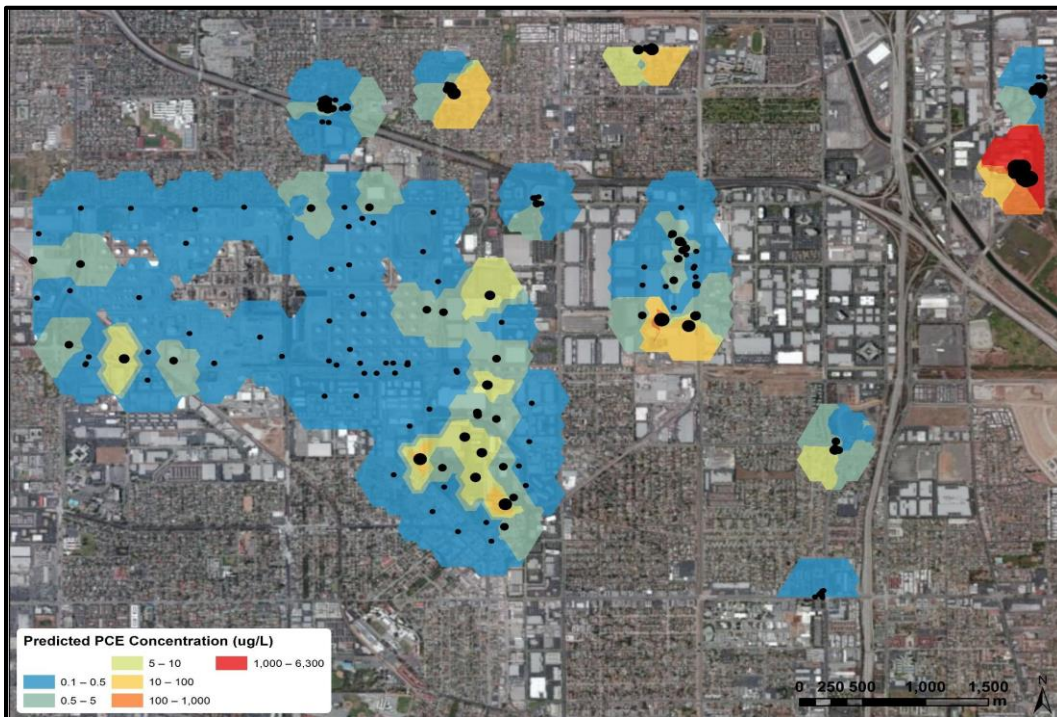 Predicted PCE Concentration (ug/L)
0.1 – 0.5
0.5 – 5
5 – 10
10 – 100
100 – 1,000
1,000 – 6,300
0 250 500 1,000 1,500
m
N